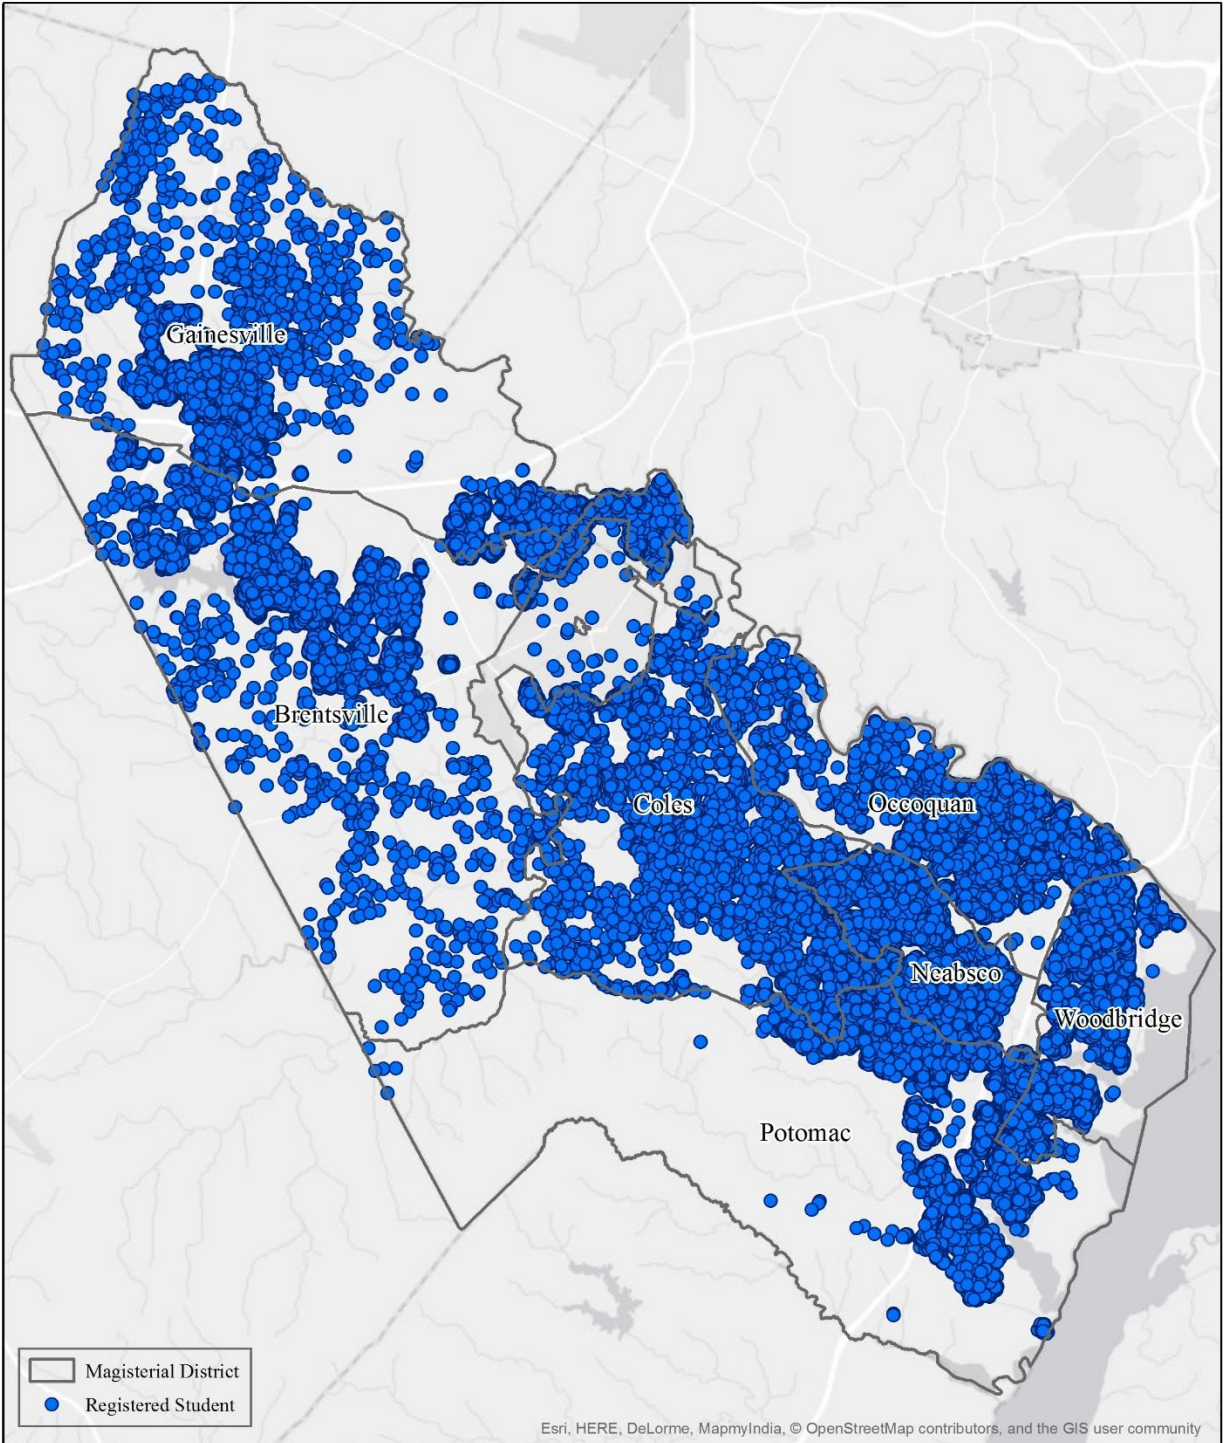 Gainesville
Brentsville
Coles
Occoquan
Neabsco
Woodbridge
Potomac
Magisterial District
Registered Student
Esri, HERE, DeLorme, MapmyIndia, © OpenStreetMap contributors, and the GIS user community